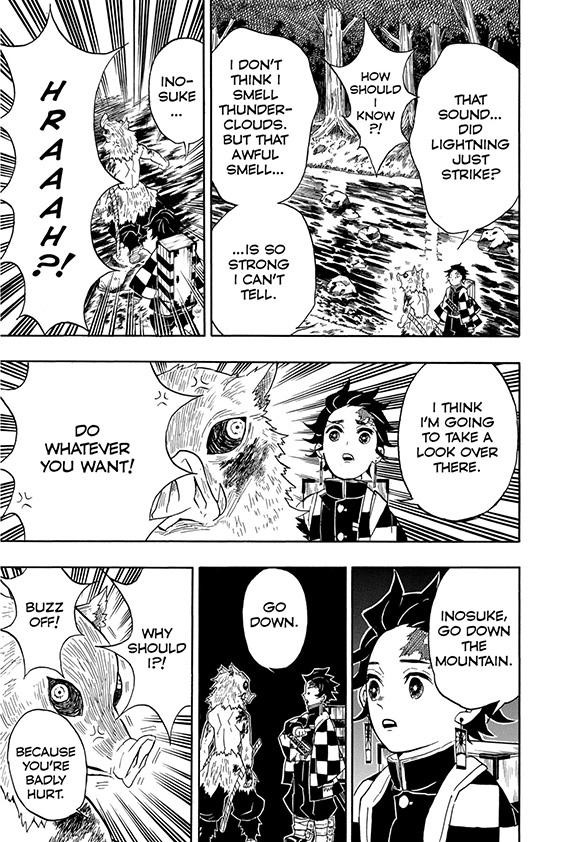 THAT
SOUND...
DID
LIGHTNING
JUST
STRIKE?
HOW
SHOULD
I
KNOW
?!
I DON'T
THINK I
SMELL
THUNDER-
CLOUDS.
BUT THAT
AWFUL
SMELL...
...IS SO
STRONG
I CAN'T
TELL.
INO-
SUKE
...
HRAAAH?!
I THINK
I'M GOING
TO TAKE A
LOOK OVER
THERE.
DO
WHATEVER
YOU WANT!
INOSUKE,
GO DOWN
THE
MOUNTAIN.
GO
DOWN.
WHY
SHOULD
I?!
BUZZ
OFF!
BECAUSE
YOU'RE
BADLY
HURT.